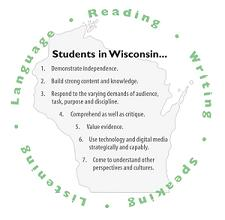 Language • Reading • Writing • Speaking • Listening •
Students in Wisconsin...
1. Demonstrate independence.
2. Build strong content and knowledge.
3. Respond to the varying demands of audience,
task, purpose and discipline.
4. Comprehend as well as critique.
5. Value evidence.
6. Use technology and digital media
strategically and capably.
7. Come to understand other
perspectives and cultures.